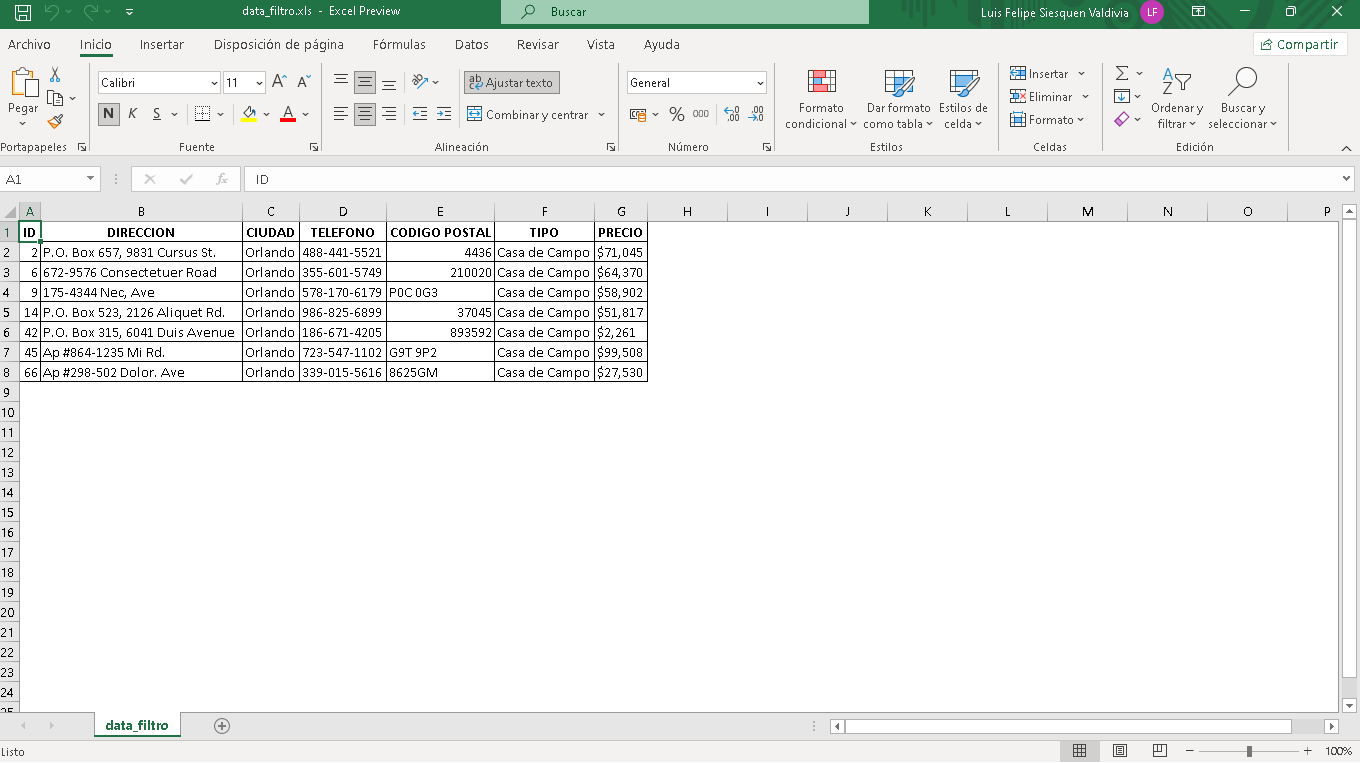 data_filtro.xls - Excel Preview
Buscar
Luis Felipe Siesquen Valdivia
LF
Archivo Inicio Insertar Disposición de página Fórmulas Datos Revisar Vista Ayuda
Compartir
Pegar
Calibri 11
N K S
A A
ab Ajustar texto
Combinar y centrar
General
% 000
Formato condicional
Dar formato como tabla
Estilos de celda
Insertar
Eliminar
Formato
Ordenar y filtrar
Buscar y seleccionar
Portapapeles Fuente Alineación Número Estilos Celdas Edición
A1 fx ID
A B C D E F G H I J K L M N O P
1 ID DIRECCION CIUDAD TELEFONO CODIGO POSTAL TIPO PRECIO
2 2 P.O. Box 657, 9831 Cursus St. Orlando 488-441-5521 4436 Casa de Campo $71,045
3 6 672-9576 Consectetuer Road Orlando 355-601-5749 210020 Casa de Campo $64,370
4 9 175-4344 Nec, Ave Orlando 578-170-6179 P0C 0G3 Casa de Campo $58,902
5 14 P.O. Box 523, 2126 Aliquet Rd. Orlando 986-825-6899 37045 Casa de Campo $51,817
6 42 P.O. Box 315, 6041 Duis Avenue Orlando 186-671-4205 893592 Casa de Campo $2,261
7 45 Ap #864-1235 Mi Rd. Orlando 723-547-1102 G9T 9P2 Casa de Campo $99,508
8 66 Ap #298-502 Dolor. Ave Orlando 339-015-5616 8625GM Casa de Campo $27,530
9
10
11
12
13
14
15
16
17
18
19
20
21
22
23
24
25
data_filtro
Listo
100%